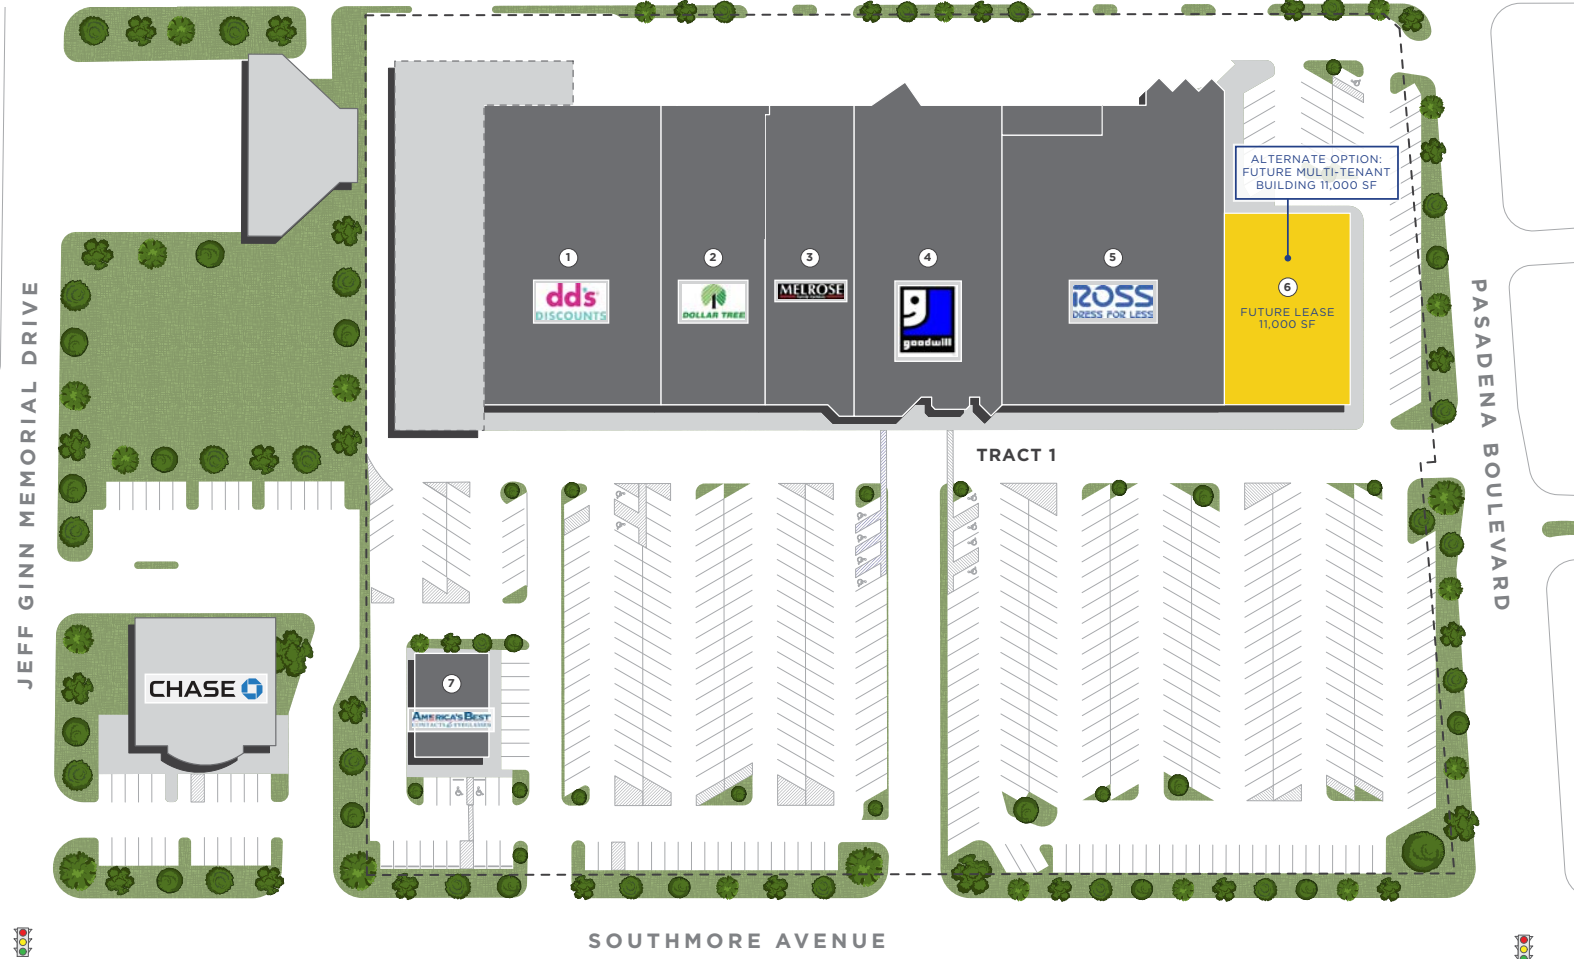 ALTERNATE OPTION:
FUTURE MULTI-TENANT
BUILDING 11,000 SF
1
dd's
DISCOUNTS
2
DOLLAR TREE
3
MELROSE
4
goodwill
5
ROSS
DRESS FOR LESS
6
FUTURE LEASE
11,000 SF
JEFF GINN MEMORIAL DRIVE
PASADENA BOULEVARD
TRACT 1
CHASE
7
AMERICA'S BEST
CONTACTS & EYEGLASSES
SOUTHMORE AVENUE